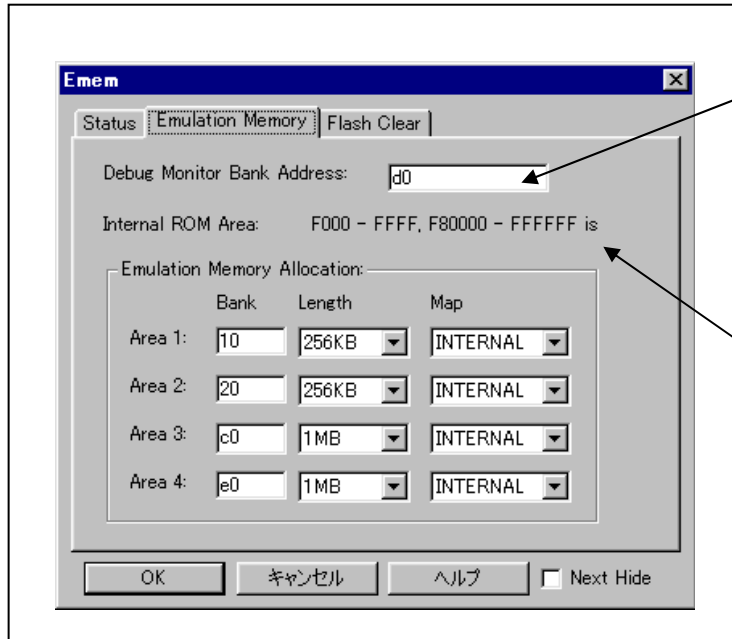 Emem
Status Emulation Memory Flash Clear
Debug Monitor Bank Address: d0
Internal ROM Area: F000 - FFFF, F80000 - FFFFFF is
Emulation Memory Allocation:
Bank Length Map
Area 1: 10 256KB INTERNAL
Area 2: 20 256KB INTERNAL
Area 3: c0 1MB INTERNAL
Area 4: e0 1MB INTERNAL
OK キャンセル ヘルプ Next Hide